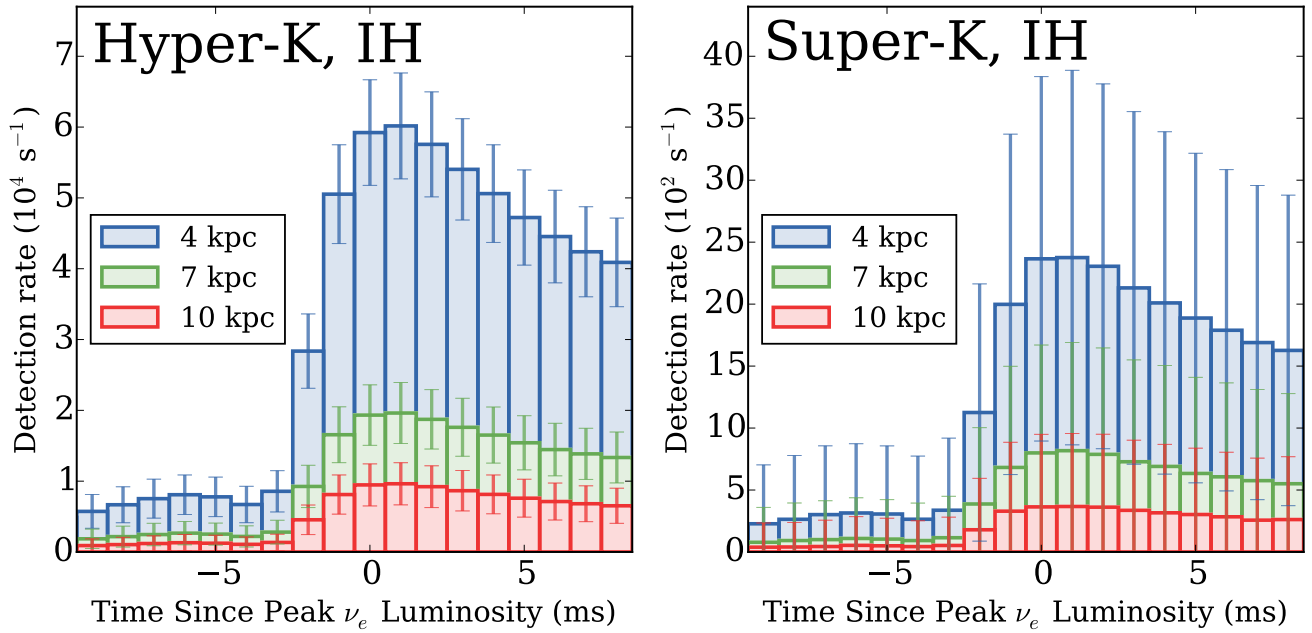 Hyper-K, IH
Detection rate (10⁴ s⁻¹)
7
6
5
4
3
2
1
0
4 kpc
7 kpc
10 kpc
−5
0
5
Time Since Peak νₑ Luminosity (ms)
Super-K, IH
Detection rate (10² s⁻¹)
40
35
30
25
20
15
10
5
0
4 kpc
7 kpc
10 kpc
−5
0
5
Time Since Peak νₑ Luminosity (ms)